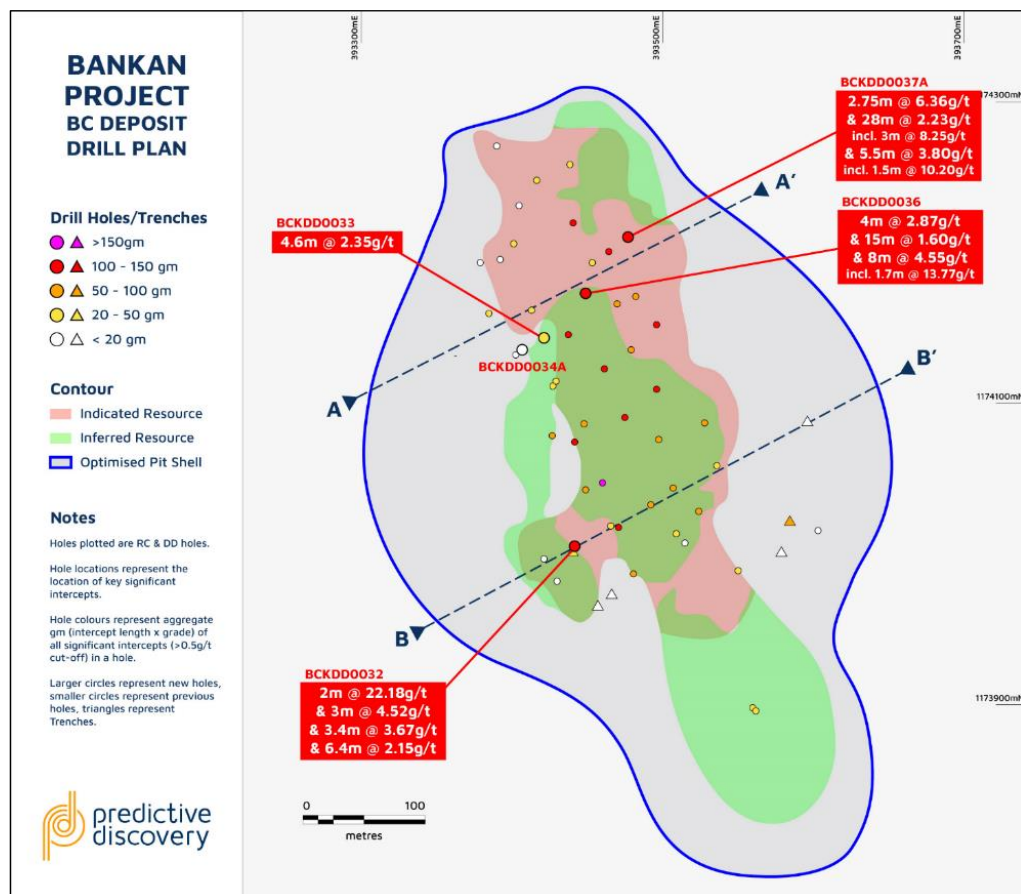 BANKAN
PROJECT
BC DEPOSIT
DRILL PLAN
Drill Holes/Trenches
>150gm
100 - 150 gm
50 - 100 gm
20 - 50 gm
< 20 gm
Contour
Indicated Resource
Inferred Resource
Optimised Pit Shell
Notes
Holes plotted are RC & DD holes.
Hole locations represent the
location of key significant
intercepts.
Hole colours represent aggregate
gm (intercept length x grade) of
all significant intercepts (>0.5g/t
cut-off) in a hole.
Larger circles represent new holes,
smaller circles represent previous
holes, triangles represent
Trenches.
predictive
discovery
393300mE
393500mE
393700mE
1174300mN
1174100mN
1173900mN
BCKDD0037A
2.75m @ 6.36g/t
& 28m @ 2.23g/t
incl. 3m @ 8.25g/t
& 5.5m @ 3.80g/t
incl. 1.5m @ 10.20g/t
A'
BCKDD0036
4m @ 2.87g/t
& 15m @ 1.60g/t
& 8m @ 4.55g/t
incl. 1.7m @ 13.77g/t
BCKDD0033
4.6m @ 2.35g/t
BCKDD0034A
B'
A
B
BCKDD0032
2m @ 22.18g/t
& 3m @ 4.52g/t
& 3.4m @ 3.67g/t
& 6.4m @ 2.15g/t
0 100
metres